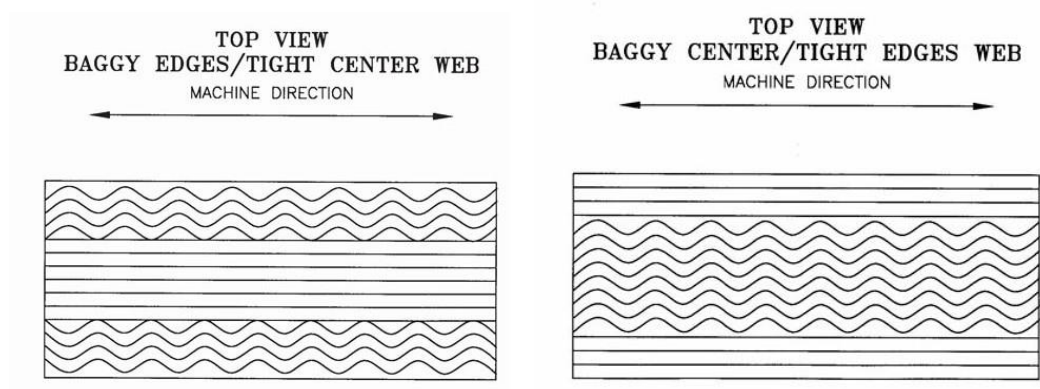 TOP VIEW
BAGGY EDGES/TIGHT CENTER WEB
MACHINE DIRECTION
TOP VIEW
BAGGY CENTER/TIGHT EDGES WEB
MACHINE DIRECTION